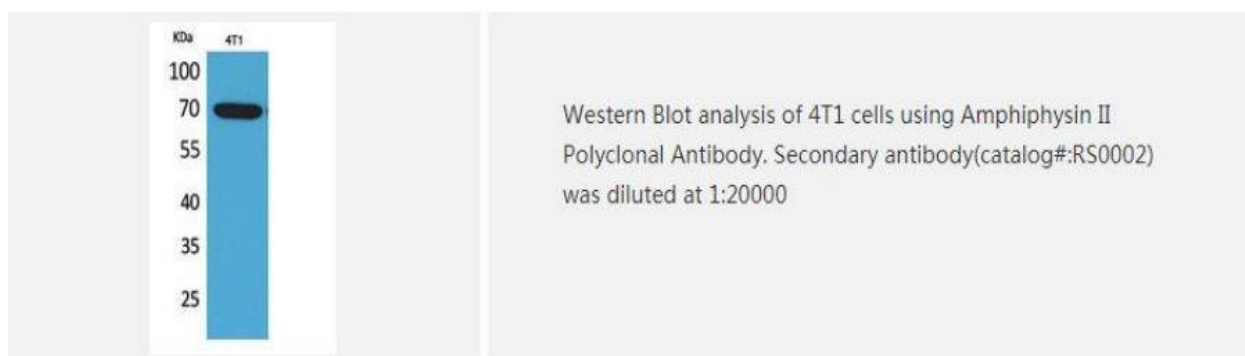 KDa 4T1
100
70
55
40
35
25
Western Blot analysis of 4T1 cells using Amphiphysin II
Polyclonal Antibody. Secondary antibody(catalog#:RS0002)
was diluted at 1:20000